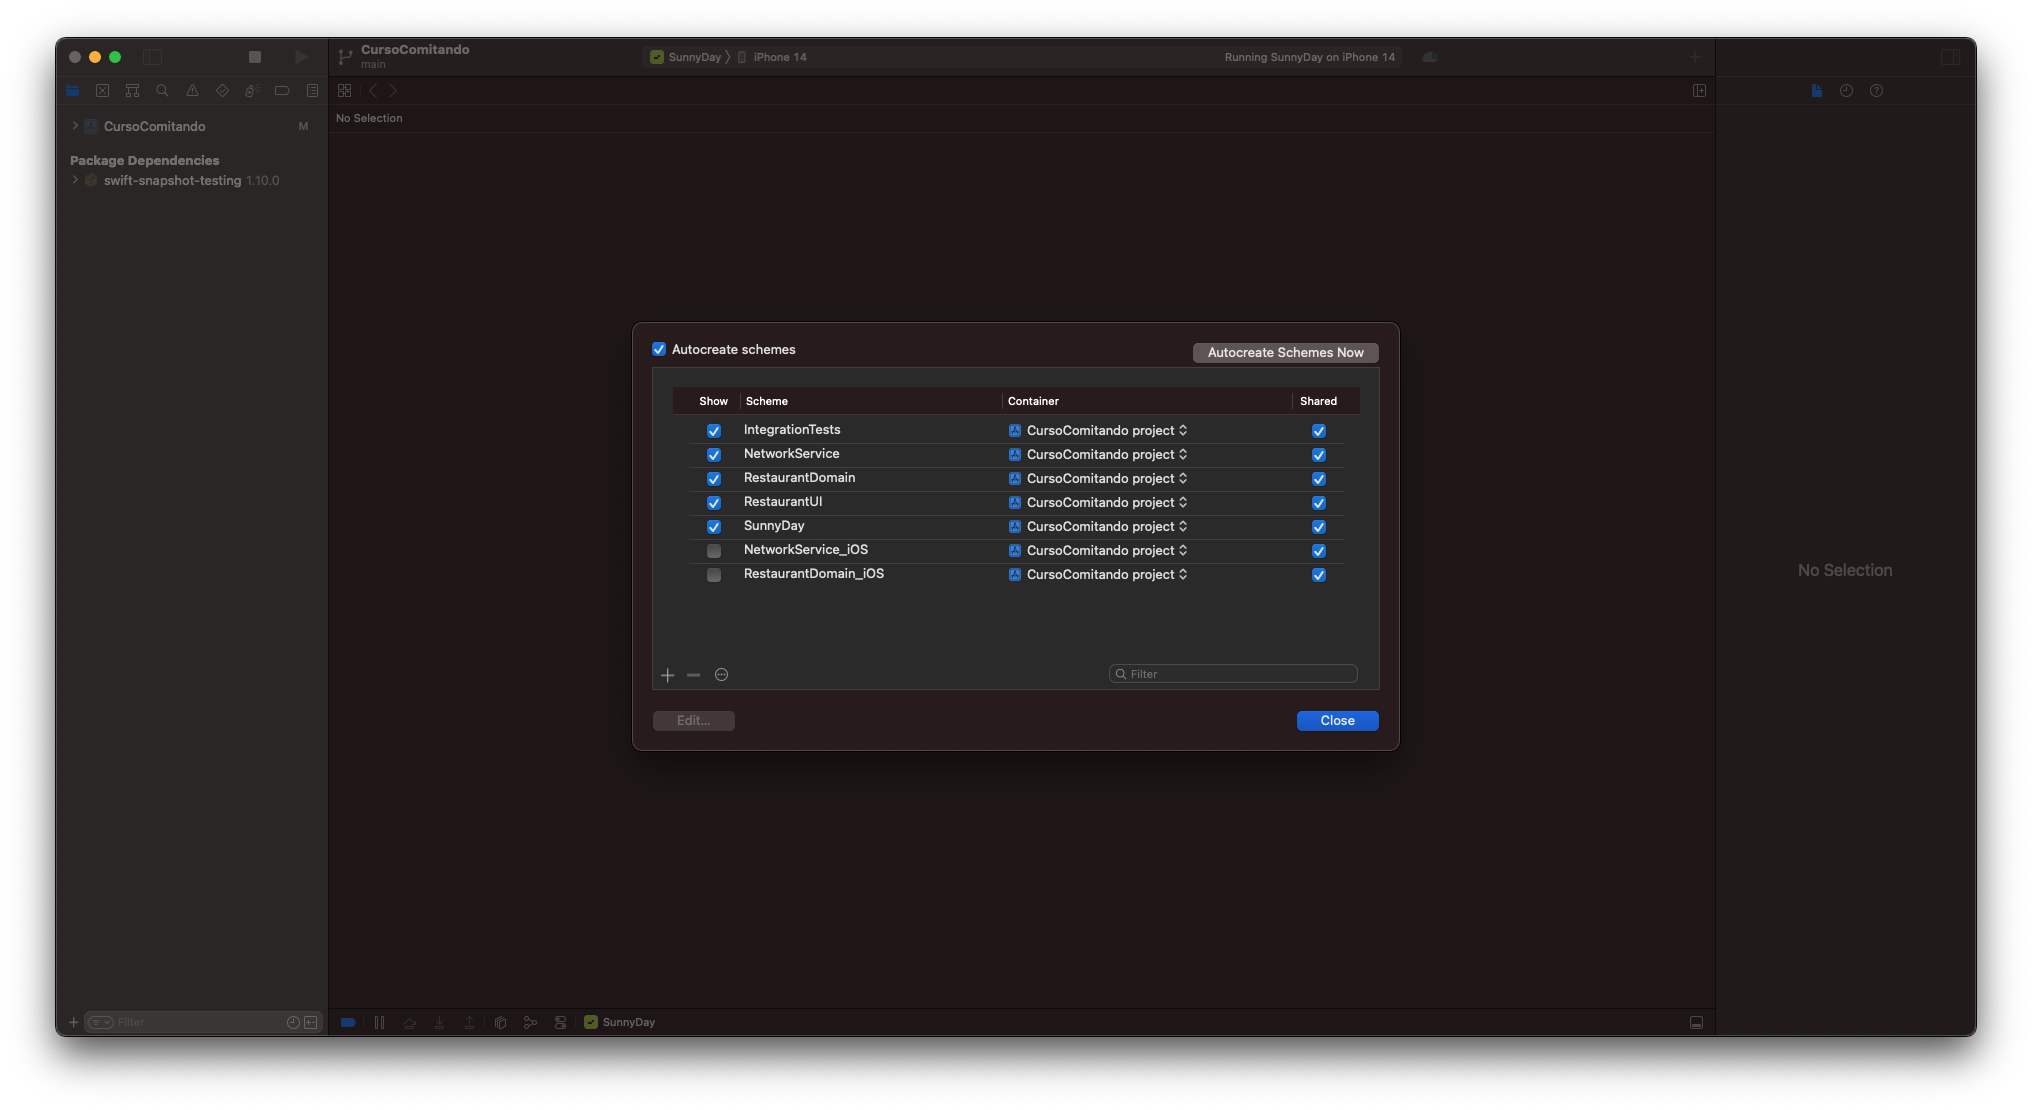 CursoComitando
main
SunnyDay
iPhone 14
Running SunnyDay on iPhone 14
No Selection
CursoComitando
M
Package Dependencies
swift-snapshot-testing 1.10.0
Autocreate schemes
Autocreate Schemes Now
Show Scheme Container Shared
IntegrationTests CursoComitando project
NetworkService CursoComitando project
RestaurantDomain CursoComitando project
RestaurantUI CursoComitando project
SunnyDay CursoComitando project
NetworkService_iOS CursoComitando project
RestaurantDomain_iOS CursoComitando project
Filter
Edit...
Close
No Selection
Filter
SunnyDay